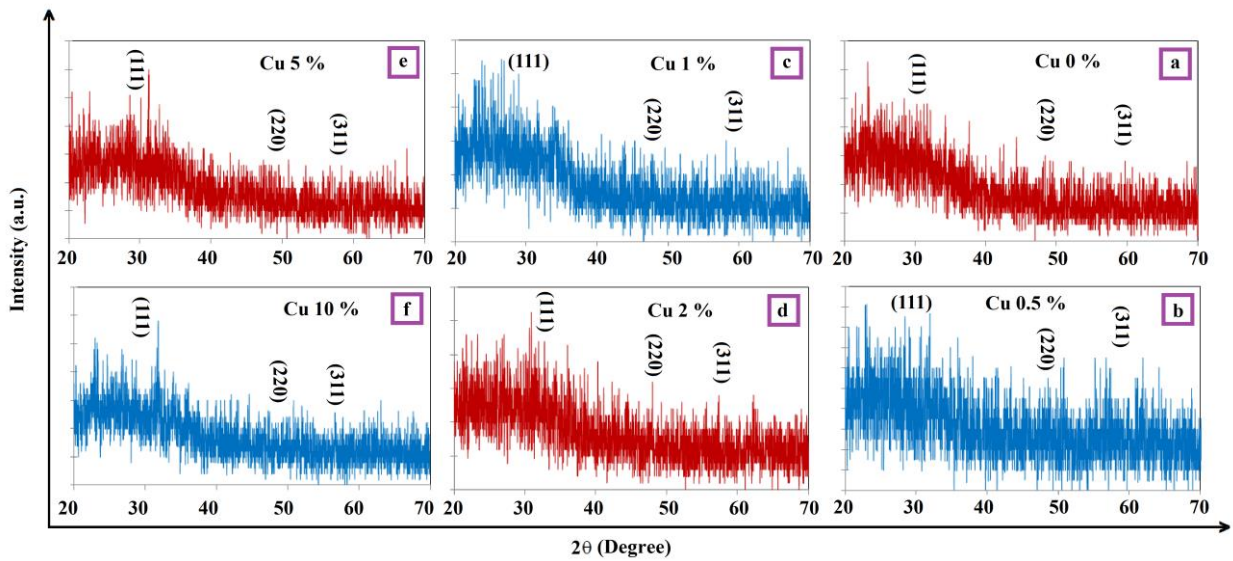 Intensity (a.u.)
(111)
Cu 5 %
e
(220)
(311)
20 30 40 50 60 70
(111)
Cu 1 %
c
(220)
(311)
20 30 40 50 60 70
(111)
Cu 0 %
a
(220)
(311)
20 30 40 50 60 70
(111)
Cu 10 %
f
(220)
(311)
20 30 40 50 60 70
(111)
Cu 2 %
d
(220)
(311)
20 30 40 50 60 70
(111)
Cu 0.5 %
b
(220)
(311)
20 30 40 50 60 70
2θ (Degree)